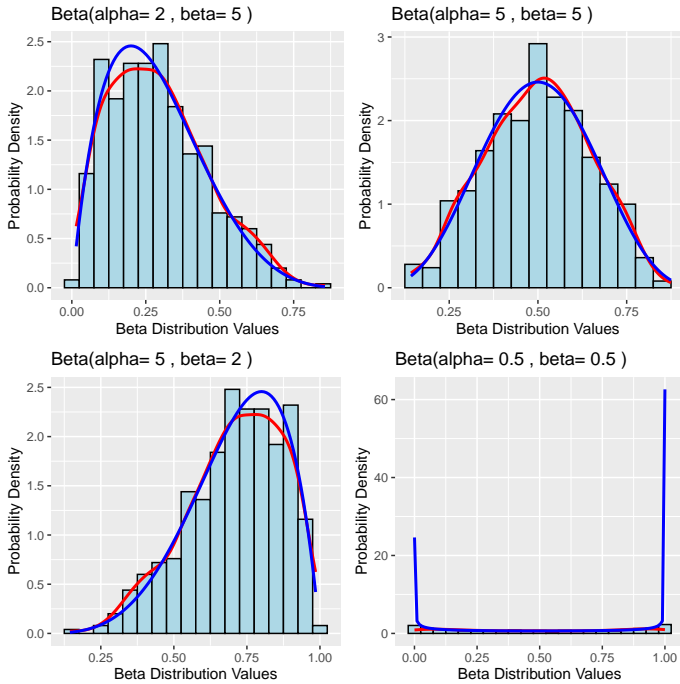 Beta(alpha= 2 , beta= 5 )
Probability Density
2.5
2.0
1.5
1.0
0.5
0.0
0.00 0.25 0.50 0.75
Beta Distribution Values
Beta(alpha= 5 , beta= 5 )
Probability Density
3
2
1
0
0.25 0.50 0.75
Beta Distribution Values
Beta(alpha= 5 , beta= 2 )
Probability Density
2.5
2.0
1.5
1.0
0.5
0.0
0.25 0.50 0.75 1.00
Beta Distribution Values
Beta(alpha= 0.5 , beta= 0.5 )
Probability Density
60
40
20
0
0.00 0.25 0.50 0.75 1.00
Beta Distribution Values